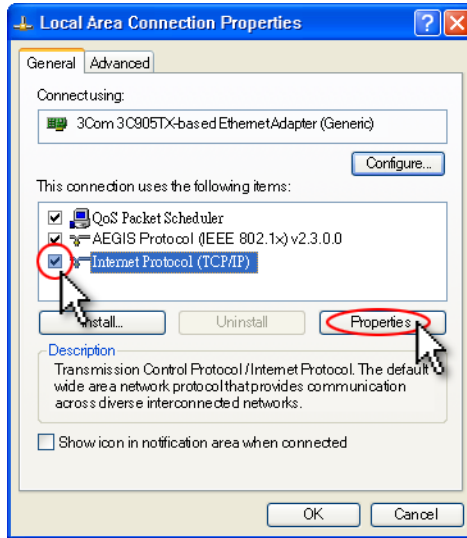 Local Area Connection Properties
General Advanced
Connect using:
3Com 3C905TX-based Ethernet Adapter (Generic)
Configure...
This connection uses the following items:
QoS Packet Scheduler
AEGIS Protocol (IEEE 802.1x) v2.3.0.0
Internet Protocol (TCP/IP)
Install... Uninstall Properties
Description
Transmission Control Protocol/Internet Protocol. The default
wide area network protocol that provides communication
across diverse interconnected networks.
Show icon in notification area when connected
OK Cancel